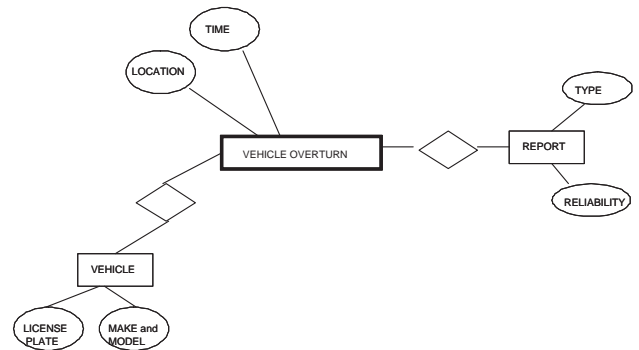 TIME
LOCATION
TYPE
VEHICLE OVERTURN
REPORT
RELIABILITY
VEHICLE
LICENSE
PLATE
MAKE and
MODEL